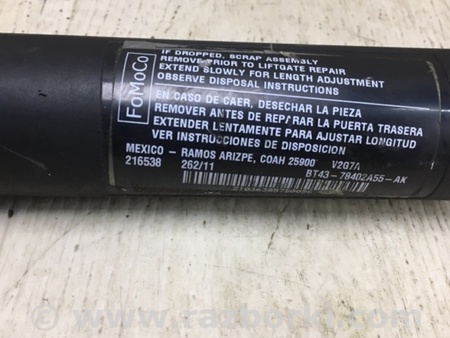 FoMoCo
IF DROPPED, SCRAP ASSEMBLY
REMOVE PRIOR TO LIFTGATE REPAIR
EXTEND SLOWLY FOR LENGTH ADJUSTMENT
OBSERVE DISPOSAL INSTRUCTIONS
EN CASO DE CAER, DESECHAR LA PIEZA
REMOVER ANTES DE REPARAR LA PUERTA TRASERA
EXTENDER LENTAMENTE PARA AJUSTAR LONGITUD
VER INSTRUCCIONES DE DISPOSICION
MEXICO - RAMOS ARIZPE, COAH 25900 V2G7A
216538 262/11 BT43-78402A55-AK